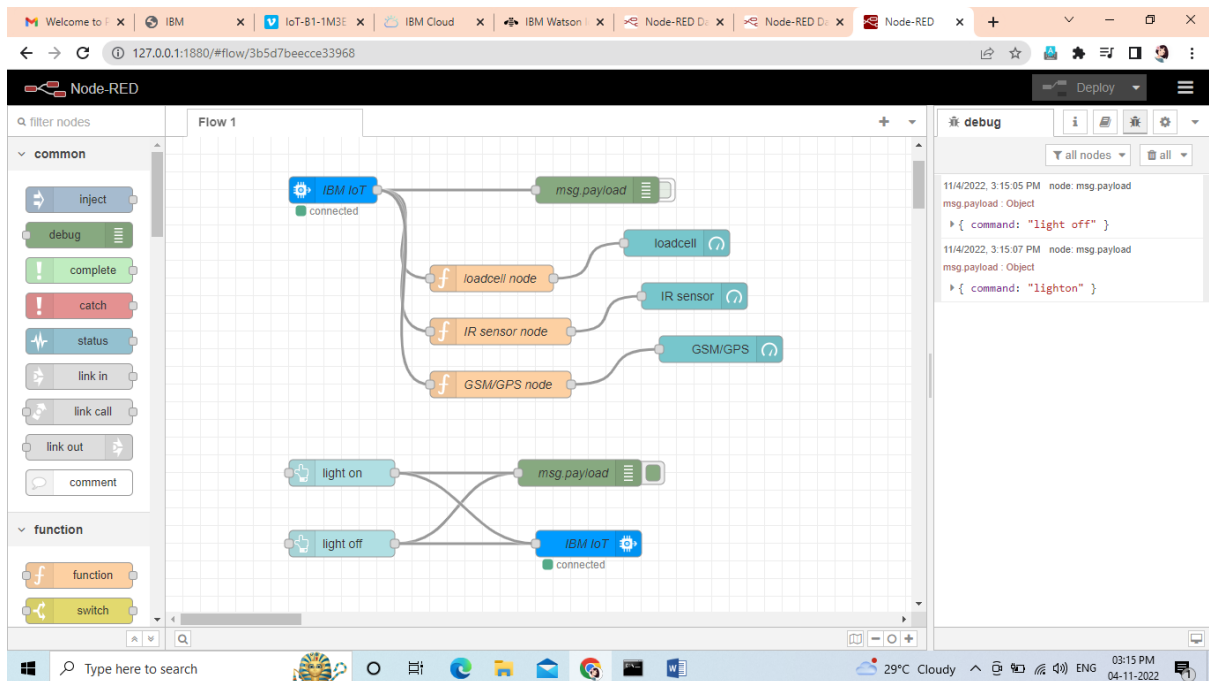 Welcome to P
IBM
IoT-B1-1M3E
IBM Cloud
IBM Watson I
Node-RED Da
Node-RED Da
Node-RED
127.0.0.1:1880/#flow/3b5d7beecce33968
Node-RED
Deploy
filter nodes
Flow 1
debug
i
common
all nodes
all
inject
debug
complete
catch
status
link in
link call
link out
comment
function
function
switch
IBM IoT
connected
msg.payload
loadcell
loadcell node
IR sensor
IR sensor node
GSM/GPS
GSM/GPS node
light on
msg.payload
light off
IBM IoT
connected
11/4/2022, 3:15:05 PM node: msg.payload
msg.payload : Object
{ command: "light off" }
11/4/2022, 3:15:07 PM node: msg.payload
msg.payload : Object
{ command: "lighton" }
Type here to search
29°C Cloudy
ENG
03:15 PM
04-11-2022